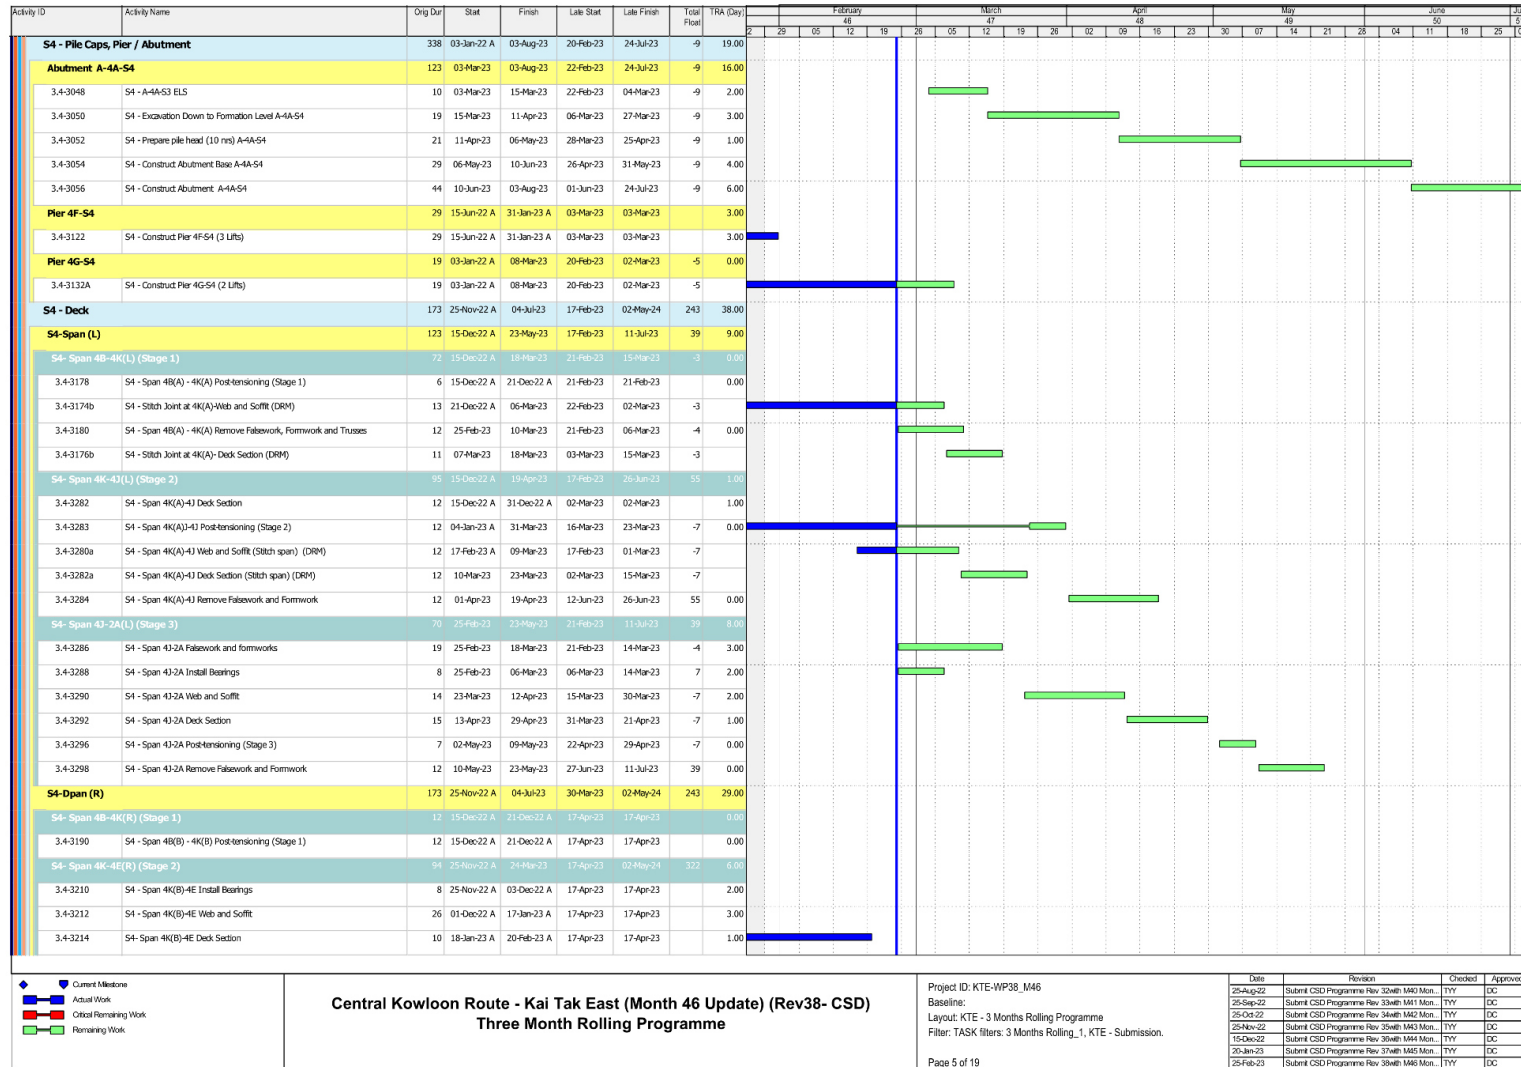 Activity ID Activity Name Orig Dur Start Finish Late Start Late Finish Total Float TRA (Day) February March April May June
46 47 48 49 50
29 05 12 19 26 05 12 19 26 02 09 16 23 30 07 14 21 28 04 11 18 25
S4 - Pile Caps, Pier / Abutment 338 03-Jan-22 A 03-Aug-23 20-Feb-23 24-Jul-23 -9 19.00
Abutment A-4A-S4 123 03-Mar-23 03-Aug-23 22-Feb-23 24-Jul-23 -9 16.00
3.4-3048 S4 - A-4A-S3 ELS 10 03-Mar-23 15-Mar-23 22-Feb-23 04-Mar-23 -9 2.00
3.4-3050 S4 - Excavation Down to Formation Level A-4A-S4 19 15-Mar-23 11-Apr-23 06-Mar-23 27-Mar-23 -9 3.00
3.4-3052 S4 - Prepare pile head (10 nrs) A-4A-S4 21 11-Apr-23 06-May-23 28-Mar-23 25-Apr-23 -9 1.00
3.4-3054 S4 - Construct Abutment Base A-4A-S4 29 06-May-23 10-Jun-23 26-Apr-23 31-May-23 -9 4.00
3.4-3056 S4 - Construct Abutment A-4A-S4 44 10-Jun-23 03-Aug-23 01-Jun-23 24-Jul-23 -9 6.00
Pier 4F-S4 29 15-Jun-22 A 31-Jan-23 A 03-Mar-23 03-Mar-23 3.00
3.4-3122 S4 - Construct Pier 4F-S4 (3 Lifts) 29 15-Jun-22 A 31-Jan-23 A 03-Mar-23 03-Mar-23 3.00
Pier 4G-S4 19 03-Jan-22 A 08-Mar-23 20-Feb-23 02-Mar-23 -5 0.00
3.4-3132A S4 - Construct Pier 4G-S4 (2 Lifts) 19 03-Jan-22 A 08-Mar-23 20-Feb-23 02-Mar-23 -5
S4 - Deck 173 25-Nov-22 A 04-Jul-23 17-Feb-23 02-May-24 243 38.00
S4-Span (L) 123 15-Dec-22 A 23-May-23 17-Feb-23 11-Jul-23 39 9.00
S4- Span 4B-4K(L) (Stage 1) 72 15-Dec-22 A 18-Mar-23 21-Feb-23 15-Mar-23 -3 0.00
3.4-3178 S4 - Span 4B(A) - 4K(A) Post-tensioning (Stage 1) 6 15-Dec-22 A 21-Dec-22 A 21-Feb-23 21-Feb-23 0.00
3.4-3174b S4 - Stitch Joint at 4K(A)-Web and Soffit (DRM) 13 21-Dec-22 A 06-Mar-23 22-Feb-23 02-Mar-23 -3
3.4-3180 S4 - Span 4B(A) - 4K(A) Remove Falsework, Formwork and Trusses 12 25-Feb-23 10-Mar-23 21-Feb-23 06-Mar-23 -4 0.00
3.4-3176b S4 - Stitch Joint at 4K(A)- Deck Section (DRM) 11 07-Mar-23 18-Mar-23 03-Mar-23 15-Mar-23 -3
S4- Span 4K-4J(L) (Stage 2) 95 15-Dec-22 A 19-Apr-23 17-Feb-23 26-Jun-23 55 1.00
3.4-3282 S4 - Span 4K(A)-4J Deck Section 12 15-Dec-22 A 31-Dec-22 A 02-Mar-23 02-Mar-23 1.00
3.4-3283 S4 - Span 4K(A)J-4J Post-tensioning (Stage 2) 12 04-Jan-23 A 31-Mar-23 16-Mar-23 23-Mar-23 -7 0.00
3.4-3280a S4 - Span 4K(A)-4J Web and Soffit (Stitch span) (DRM) 12 17-Feb-23 A 09-Mar-23 17-Feb-23 01-Mar-23 -7
3.4-3282a S4 - Span 4K(A)-4J Deck Section (Stitch span) (DRM) 12 10-Mar-23 23-Mar-23 02-Mar-23 15-Mar-23 -7
3.4-3284 S4 - Span 4K(A)-4J Remove Falsework and Formwork 12 01-Apr-23 19-Apr-23 12-Jun-23 26-Jun-23 55 0.00
S4- Span 4J-2A(L) (Stage 3) 70 25-Feb-23 23-May-23 21-Feb-23 11-Jul-23 39 8.00
3.4-3286 S4 - Span 4J-2A Falsework and formworks 19 25-Feb-23 18-Mar-23 21-Feb-23 14-Mar-23 -4 3.00
3.4-3288 S4 - Span 4J-2A Install Bearings 8 25-Feb-23 06-Mar-23 06-Mar-23 14-Mar-23 7 2.00
3.4-3290 S4 - Span 4J-2A Web and Soffit 14 23-Mar-23 12-Apr-23 15-Mar-23 30-Mar-23 -7 2.00
3.4-3292 S4 - Span 4J-2A Deck Section 15 13-Apr-23 29-Apr-23 31-Mar-23 21-Apr-23 -7 1.00
3.4-3296 S4 - Span 4J-2A Post-tensioning (Stage 3) 7 02-May-23 09-May-23 22-Apr-23 29-Apr-23 -7 0.00
3.4-3298 S4 - Span 4J-2A Remove Falsework and Formwork 12 10-May-23 23-May-23 27-Jun-23 11-Jul-23 39 0.00
S4-Dpan (R) 173 25-Nov-22 A 04-Jul-23 30-Mar-23 02-May-24 243 29.00
S4- Span 4B-4K(R) (Stage 1) 12 15-Dec-22 A 21-Dec-22 A 17-Apr-23 17-Apr-23 0.00
3.4-3190 S4 - Span 4B(B) - 4K(B) Post-tensioning (Stage 1) 12 15-Dec-22 A 21-Dec-22 A 17-Apr-23 17-Apr-23 0.00
S4- Span 4K-4E(R) (Stage 2) 94 25-Nov-22 A 24-Mar-23 17-Apr-23 02-May-24 322 6.00
3.4-3210 S4 - Span 4K(B)-4E Install Bearings 8 25-Nov-22 A 03-Dec-22 A 17-Apr-23 17-Apr-23 2.00
3.4-3212 S4 - Span 4K(B)-4E Web and Soffit 26 01-Dec-22 A 17-Jan-23 A 17-Apr-23 17-Apr-23 3.00
3.4-3214 S4- Span 4K(B)-4E Deck Section 10 18-Jan-23 A 20-Feb-23 A 17-Apr-23 17-Apr-23 1.00
Current Milestone
Actual Work
Critical Remaining Work
Remaining Work
Central Kowloon Route - Kai Tak East (Month 46 Update) (Rev38- CSD)
Three Month Rolling Programme
Project ID: KTE-WP38_M46
Baseline:
Layout: KTE - 3 Months Rolling Programme
Filter: TASK filters: 3 Months Rolling_1, KTE - Submission.
Page 5 of 19
Date Revision Checked Approved
25-Aug-22 Submit CSD Programme Rev 32with M40 Mon... TYY DC
25-Sep-22 Submit CSD Programme Rev 33with M41 Mon... TYY DC
25-Oct-22 Submit CSD Programme Rev 34with M42 Mon... TYY DC
25-Nov-22 Submit CSD Programme Rev 35with M43 Mon... TYY DC
15-Dec-22 Submit CSD Programme Rev 36with M44 Mon... TYY DC
20-Jan-23 Submit CSD Programme Rev 37with M45 Mon... TYY DC
25-Feb-23 Submit CSD Programme Rev 38with M46 Mon... TYY DC